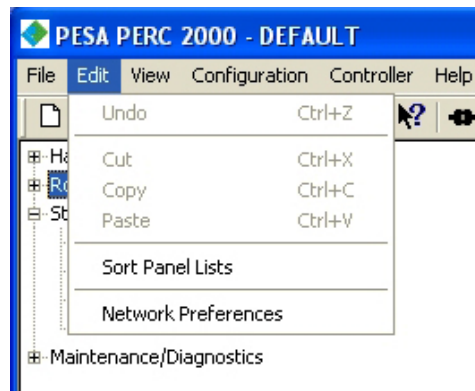 PESA PERC 2000 - DEFAULT
File Edit View Configuration Controller Help
Undo Ctrl+Z
Cut Ctrl+X
Copy Ctrl+C
Paste Ctrl+V
Sort Panel Lists
Network Preferences
Maintenance/Diagnostics